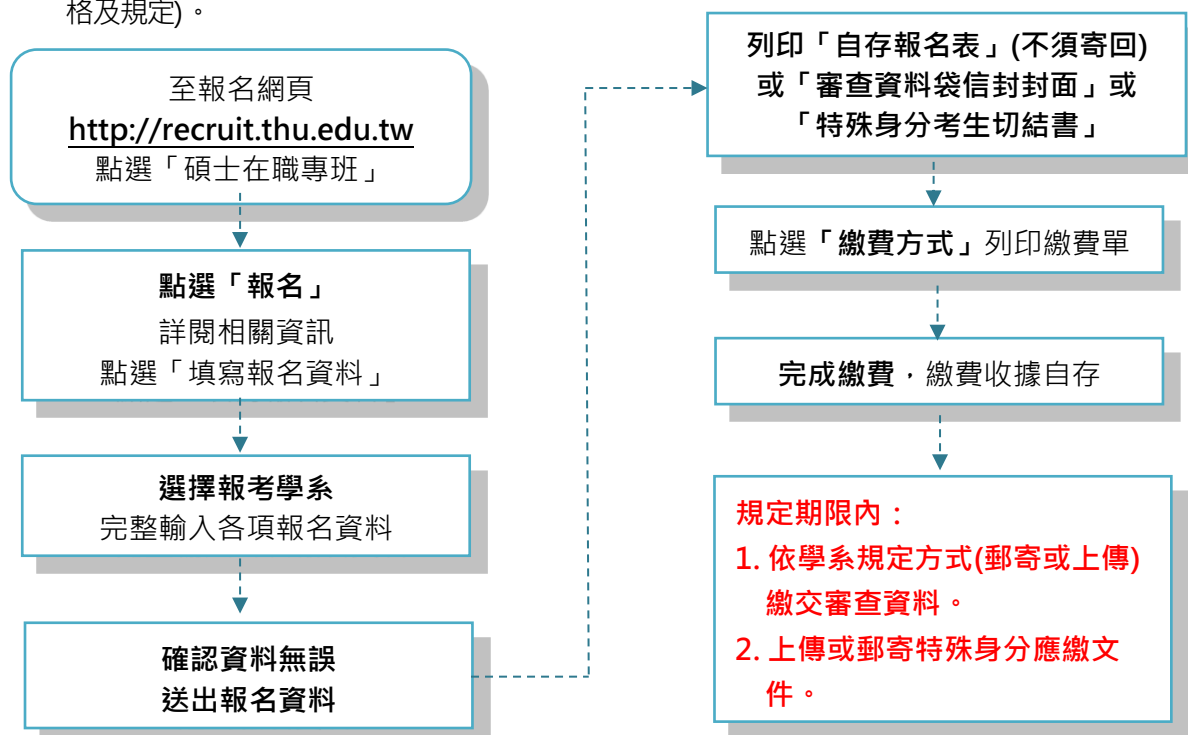 格及規定)。
至報名網頁
http://recruit.thu.edu.tw
點選「碩士在職專班」
點選「報名」
詳閱相關資訊
點選「填寫報名資料」
選擇報考學系
完整輸入各項報名資料
確認資料無誤
送出報名資料
列印「自存報名表」(不須寄回)
或「審查資料袋信封封面」或
「特殊身分考生切結書」
點選「繳費方式」列印繳費單
完成繳費，繳費收據自存
規定期限內：
1. 依學系規定方式(郵寄或上傳)
繳交審查資料。
2. 上傳或郵寄特殊身分應繳文
件。